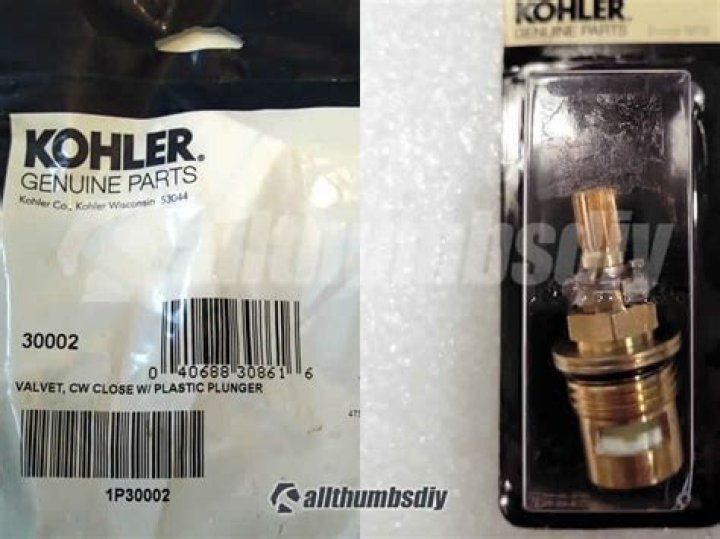 KOHLER®
GENUINE PARTS
Kohler Co., Kohler Wisconsin 53044
30002
0 40688 30861 6
VALVET, CW CLOSE W/ PLASTIC PLUNGER
1P30002
KOHLER
GENUINE PARTS
allthumbsdiy
allthumbsdiy